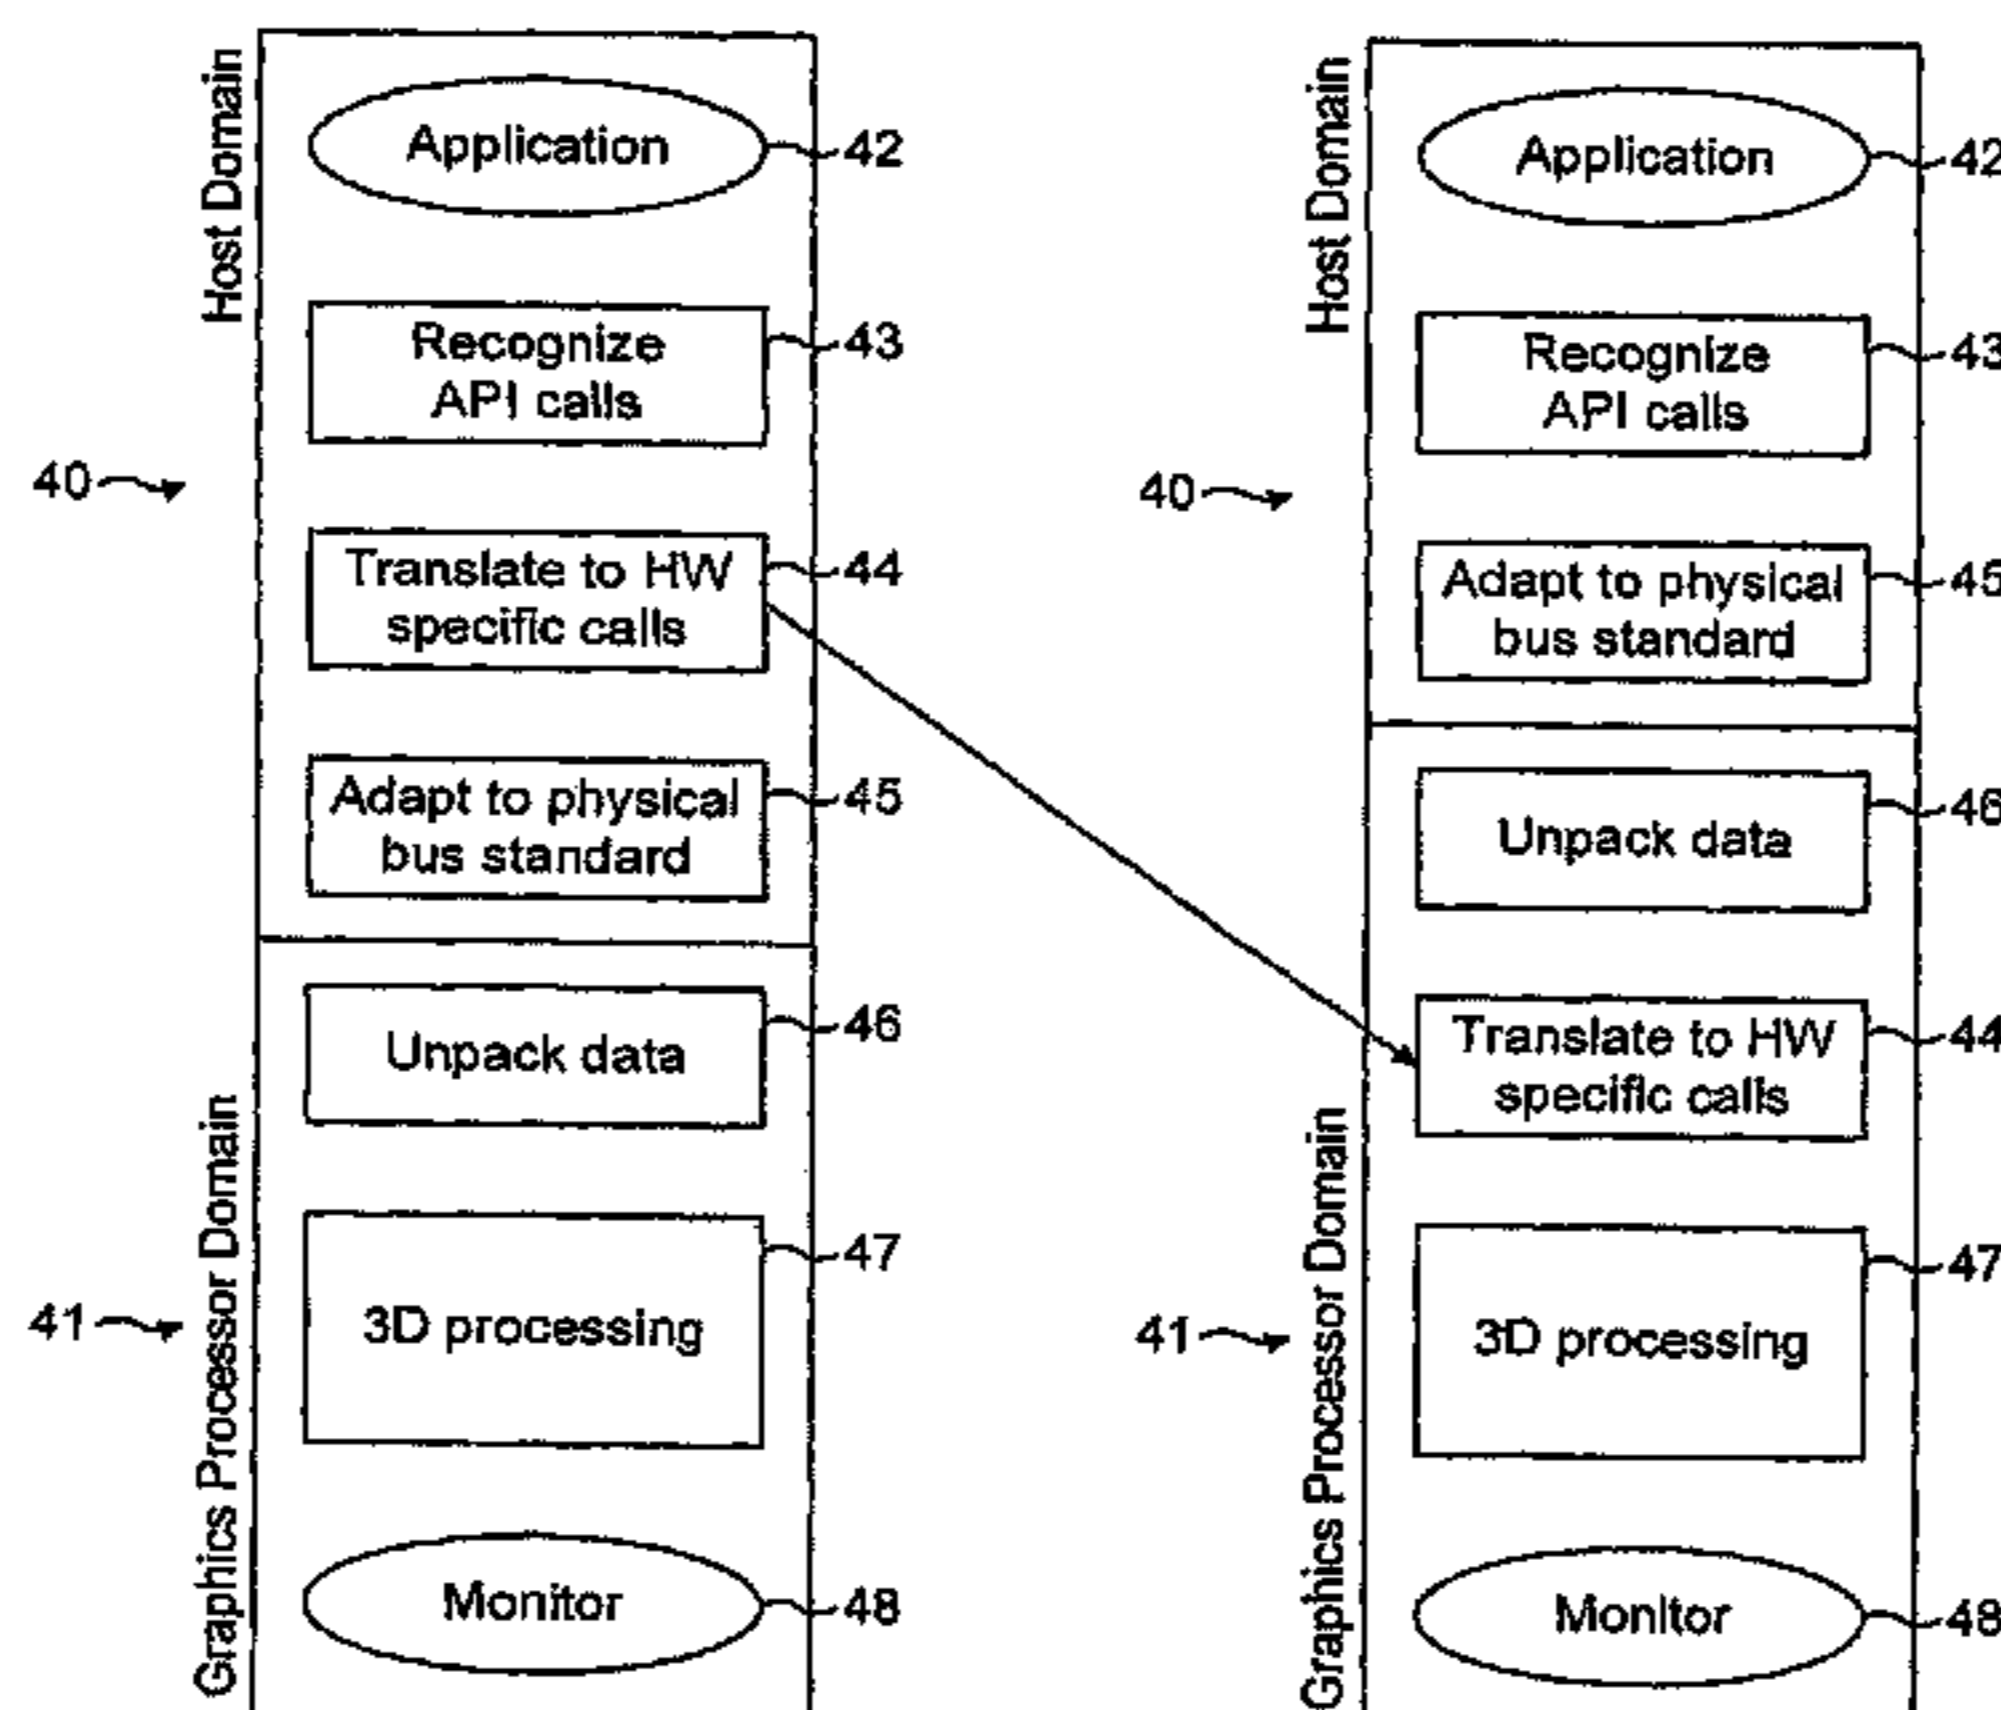 Host Domain
Application
42
Recognize
API calls
43
40
Translate to HW
specific calls
44
Adapt to physical
bus standard
45
Graphics Processor Domain
Unpack data
46
41
3D processing
47
Monitor
48
Host Domain
Application
42
Recognize
API calls
43
40
Adapt to physical
bus standard
45
Graphics Processor Domain
Unpack data
46
Translate to HW
specific calls
44
41
3D processing
47
Monitor
48